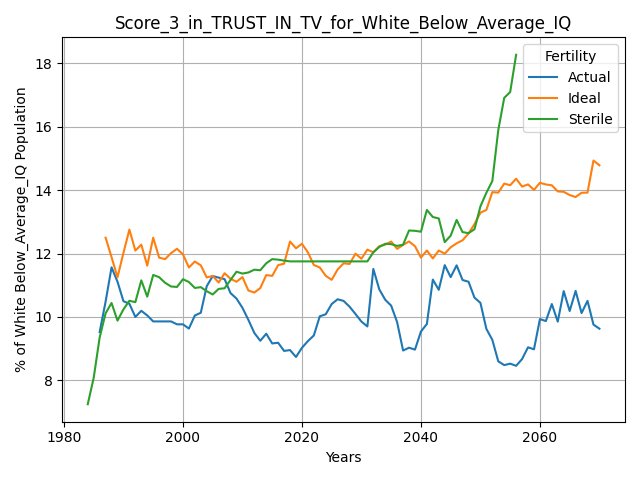 Score_3_in_TRUST_IN_TV_for_White_Below_Average_IQ
% of White Below_Average_IQ Population
18
16
14
12
10
8
Fertility
Actual
Ideal
Sterile
1980 2000 2020 2040 2060
Years